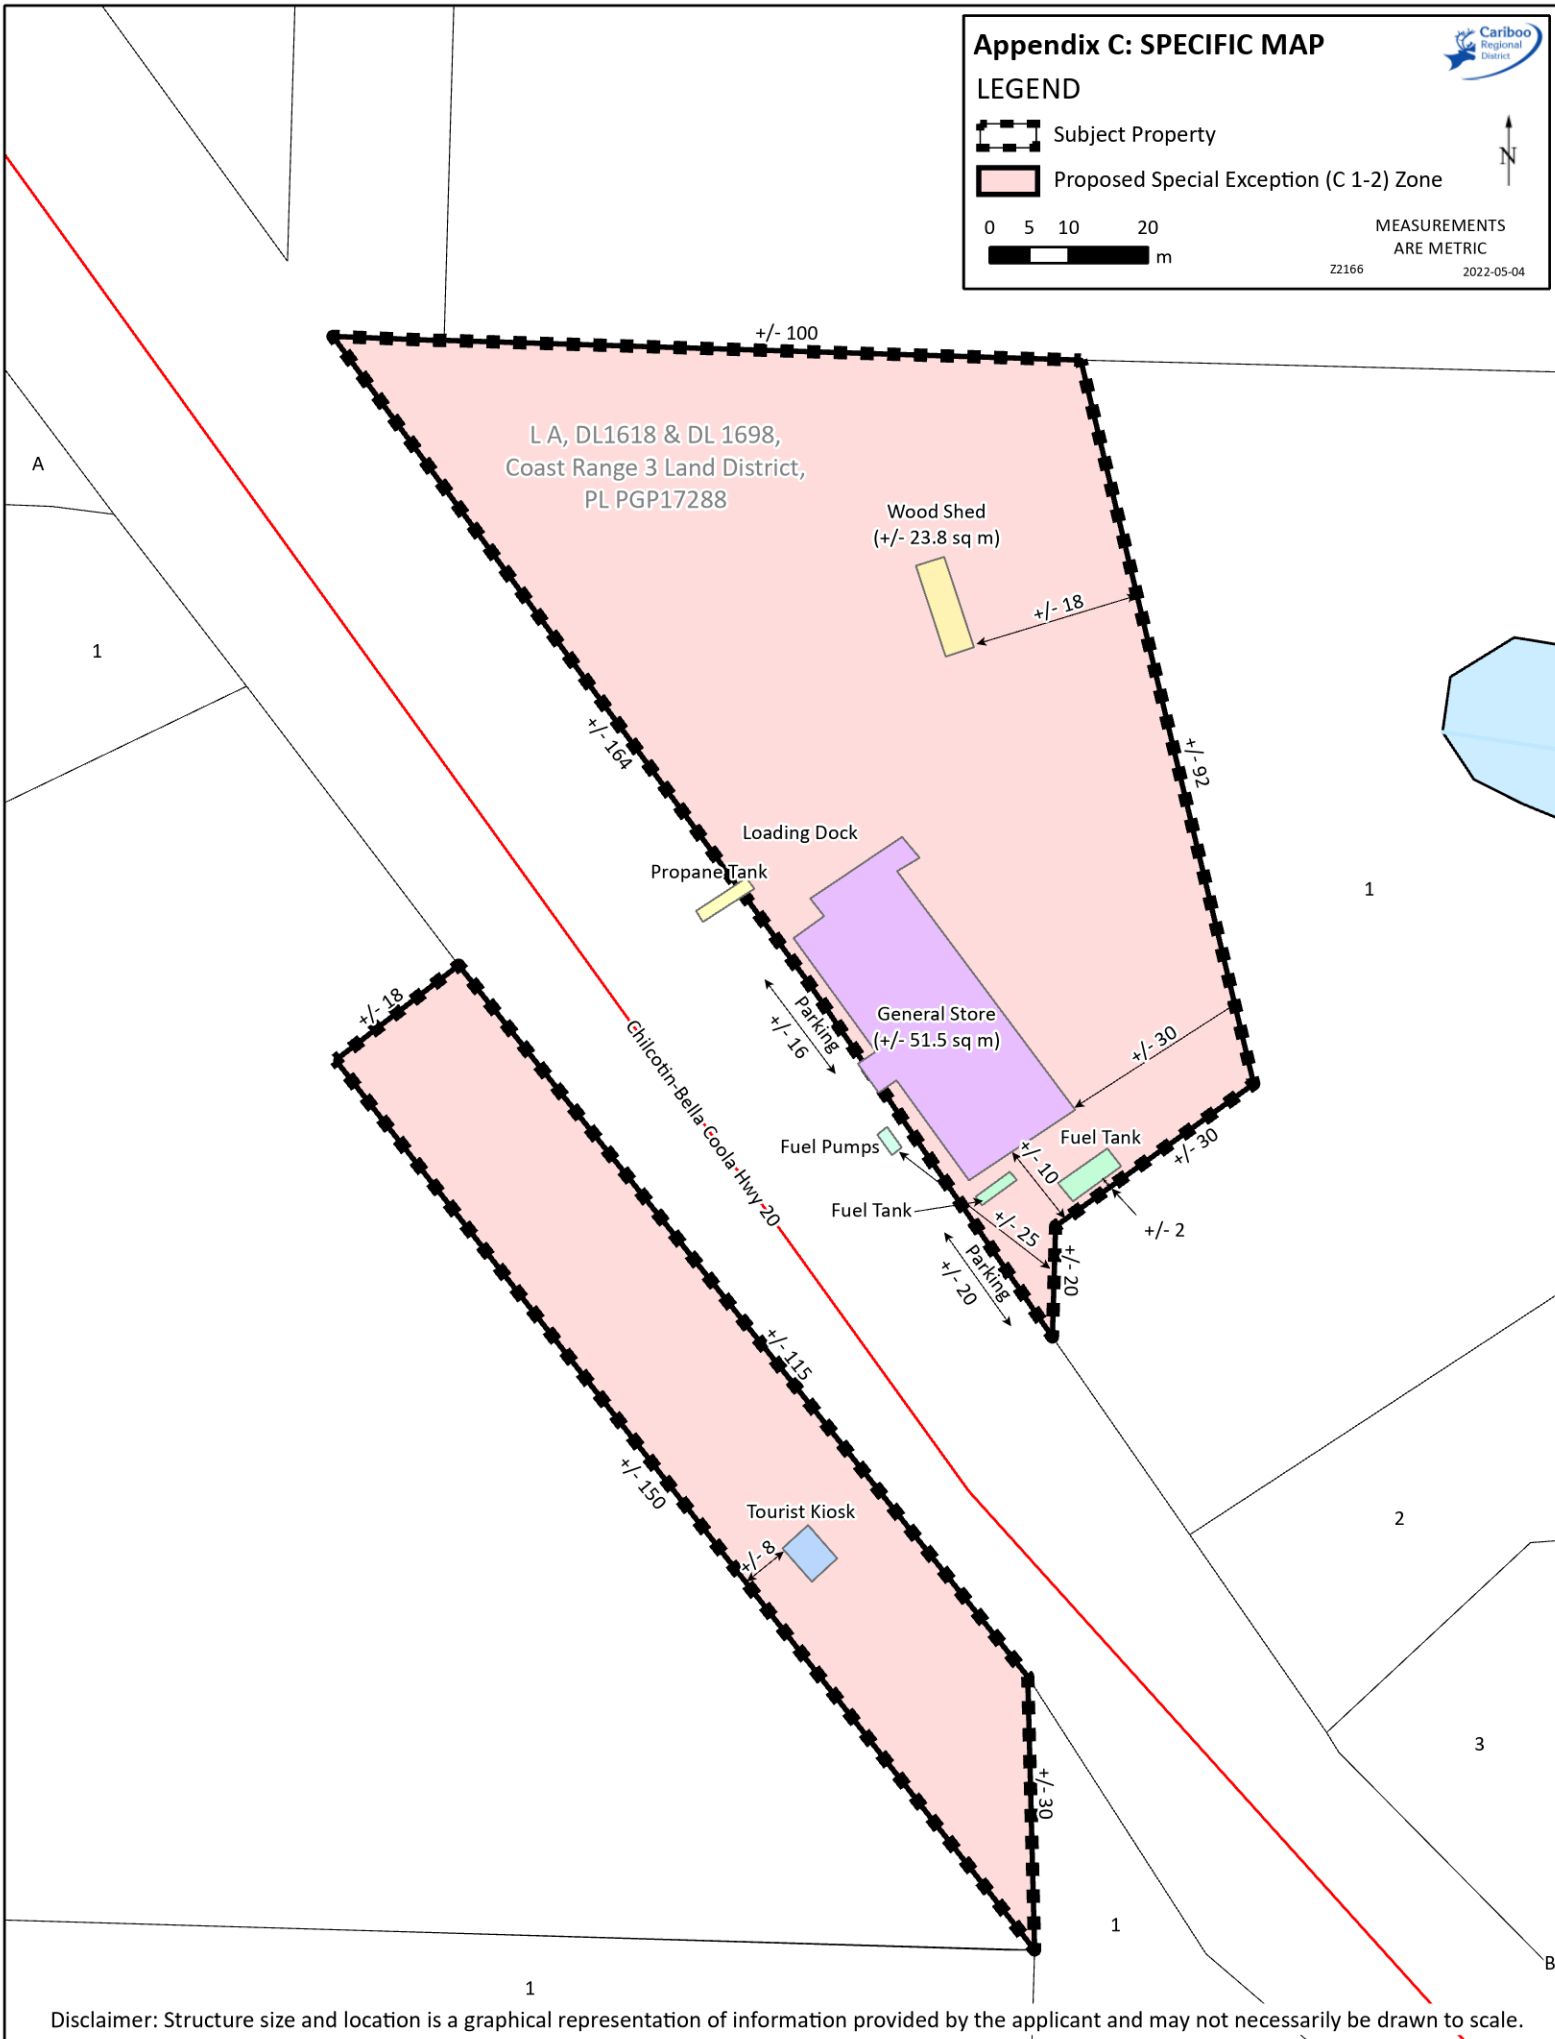 Appendix C: SPECIFIC MAP
Cariboo
Regional
District
LEGEND
Subject Property
N
Proposed Special Exception (C 1-2) Zone
0 5 10 20
m
MEASUREMENTS
ARE METRIC
Z2166
2022-05-04
+/- 100
L A, DL1618 & DL 1698,
Coast Range 3 Land District,
PL PGP17288
A
Wood Shed
(+/- 23.8 sq m)
+/- 18
1
+/- 164
+/- 92
Loading Dock
Propane Tank
1
+/- 18
Parking
+/- 16
General Store
(+/- 51.5 sq m)
+/- 30
Chilcotin-Bella Coola Hwy 20
Fuel Pumps
+/- 10
Fuel Tank
+/- 30
Fuel Tank
+/- 25
+/- 2
Parking
+/- 20
+/- 20
+/- 115
+/- 150
Tourist Kiosk
+/- 8
2
3
+/- 30
1
B
1
Disclaimer: Structure size and location is a graphical representation of information provided by the applicant and may not necessarily be drawn to scale.